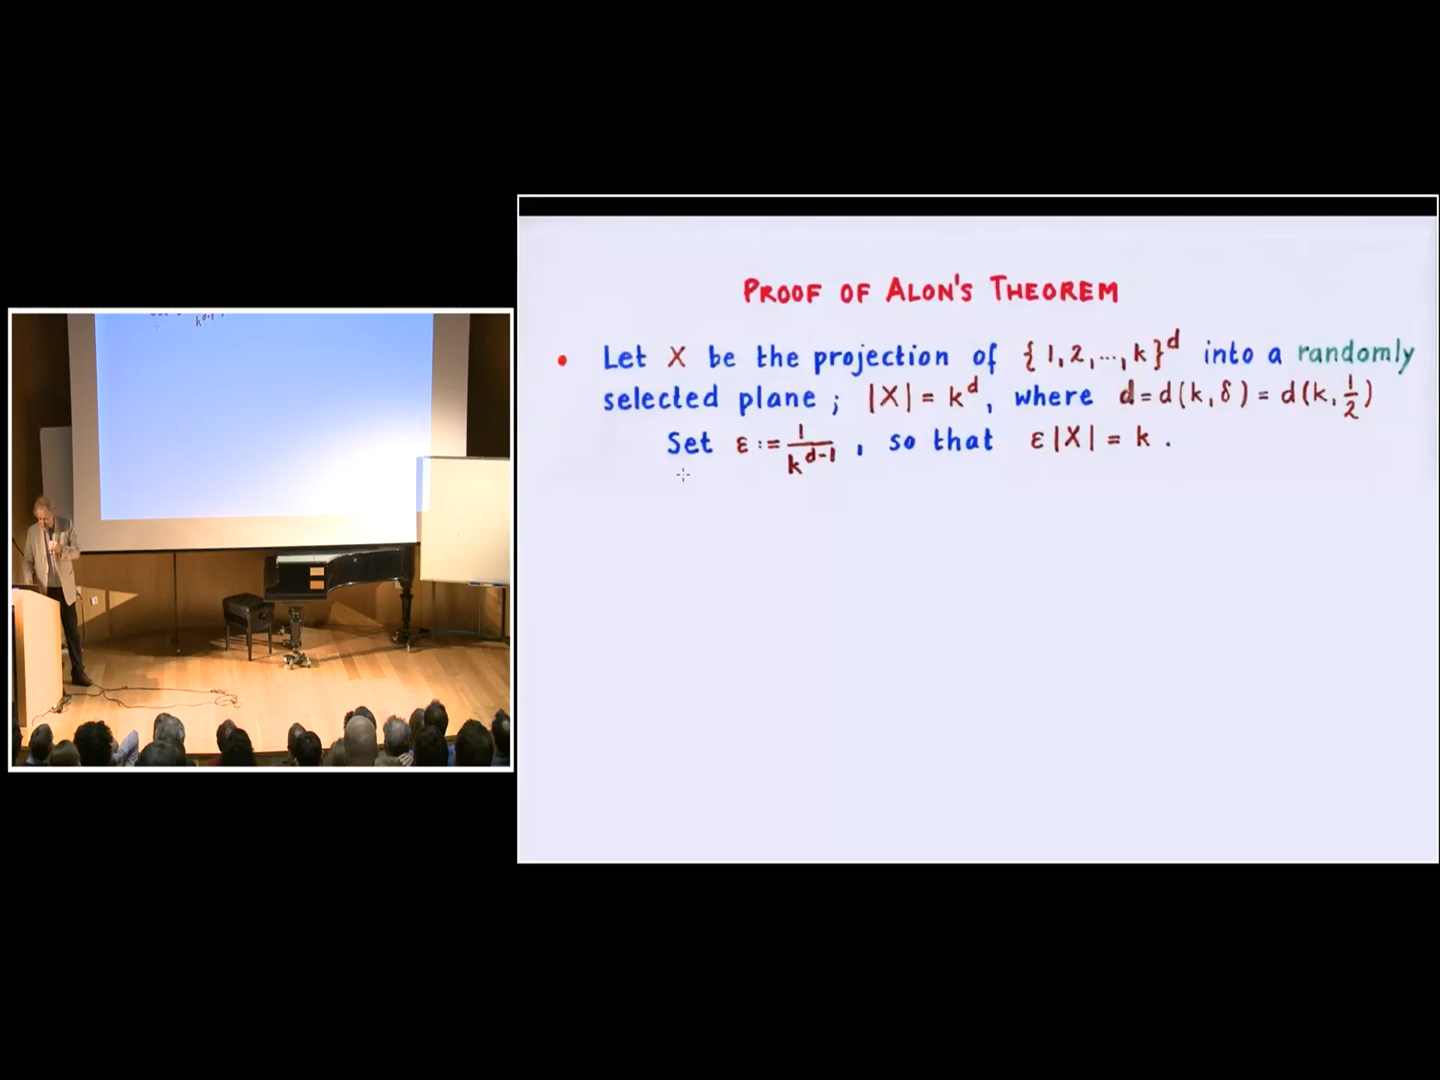 PROOF OF ALON'S THEOREM
• Let X be the projection of {1,2,...,k}^d into a randomly
selected plane; |X| = k^d, where d = d(k,δ) = d(k,1/2)
Set ε := 1/k^{d-1}, so that ε|X| = k.